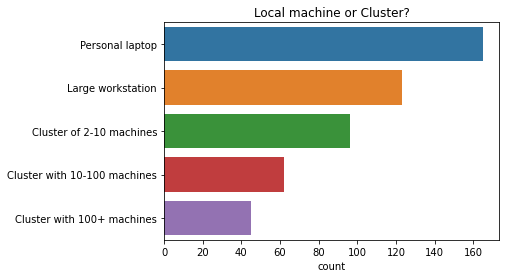 Local machine or Cluster?
Personal laptop
Large workstation
Cluster of 2-10 machines
Cluster with 10-100 machines
Cluster with 100+ machines
0 20 40 60 80 100 120 140 160
count